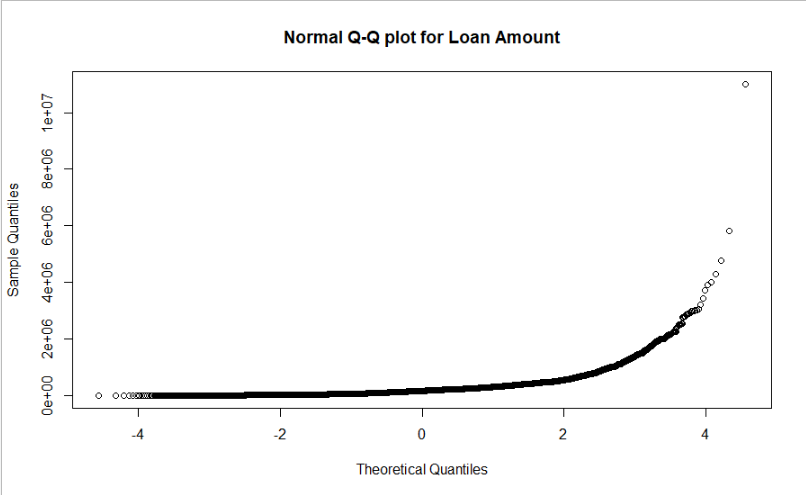 Normal Q-Q plot for Loan Amount
Sample Quantiles
1e+07
8e+06
6e+06
4e+06
2e+06
0e+00
-4 -2 0 2 4
Theoretical Quantiles